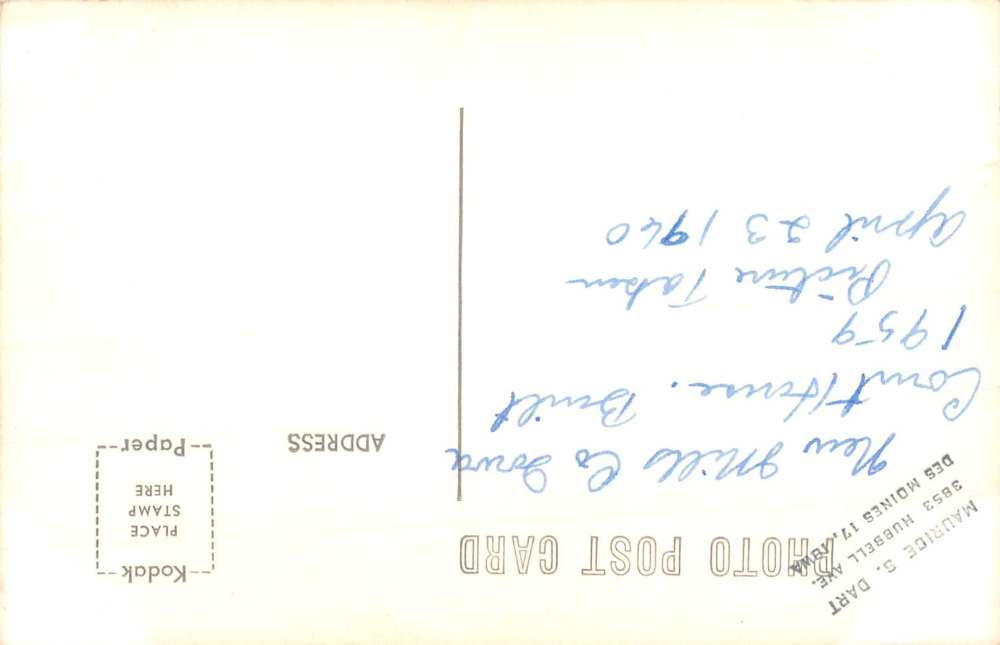 MAURICE S. DART
3853 HUBBELL AVE.
DES MOINES 17, IOWA
PHOTO POST CARD
New Mills Co Iowa
Court House. Built
1959
Picture Taken
April 23 1960
ADDRESS
Kodak
PLACE
STAMP
HERE
Paper